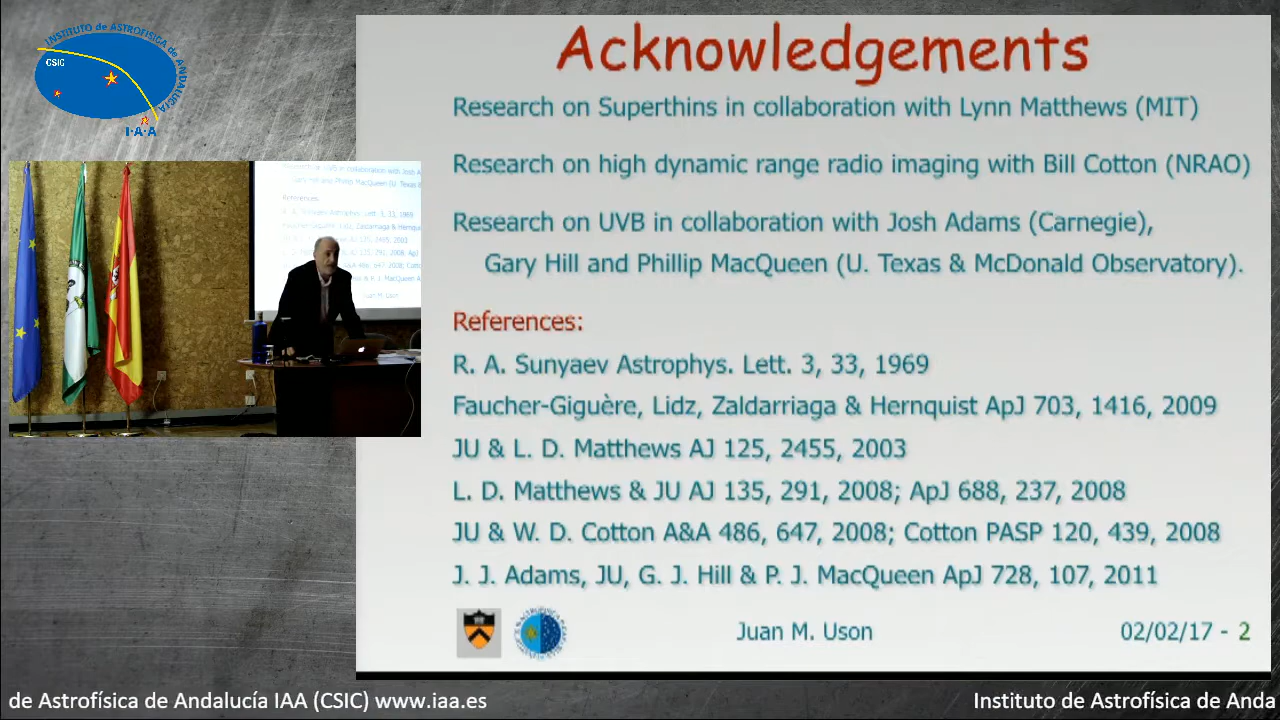 INSTITUTO de ASTROFÍSICA de ANDALUCÍA
CSIC
I·A·A
Acknowledgements
Research on Superthins in collaboration with Lynn Matthews (MIT)
Research on high dynamic range radio imaging with Bill Cotton (NRAO)
Research on UVB in collaboration with Josh Adams (Carnegie),
Gary Hill and Phillip MacQueen (U. Texas & McDonald Observatory).
References:
R. A. Sunyaev Astrophys. Lett. 3, 33, 1969
Faucher-Giguère, Lidz, Zaldarriaga & Hernquist ApJ 703, 1416, 2009
JU & L. D. Matthews AJ 125, 2455, 2003
L. D. Matthews & JU AJ 135, 291, 2008; ApJ 688, 237, 2008
JU & W. D. Cotton A&A 486, 647, 2008; Cotton PASP 120, 439, 2008
J. J. Adams, JU, G. J. Hill & P. J. MacQueen ApJ 728, 107, 2011
Juan M. Uson
02/02/17 - 2
de Astrofísica de Andalucía IAA (CSIC) www.iaa.es
Instituto de Astrofísica de Anda